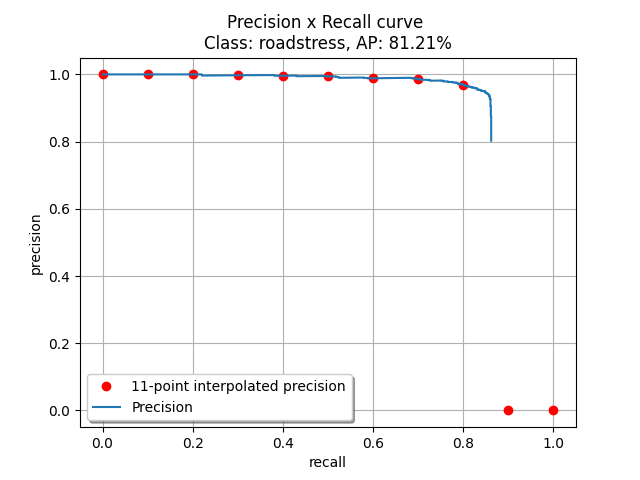 Precision x Recall curve
Class: roadstress, AP: 81.21%
1.0
0.8
0.6
0.4
0.2
0.0
precision
11-point interpolated precision
Precision
0.0 0.2 0.4 0.6 0.8 1.0
recall